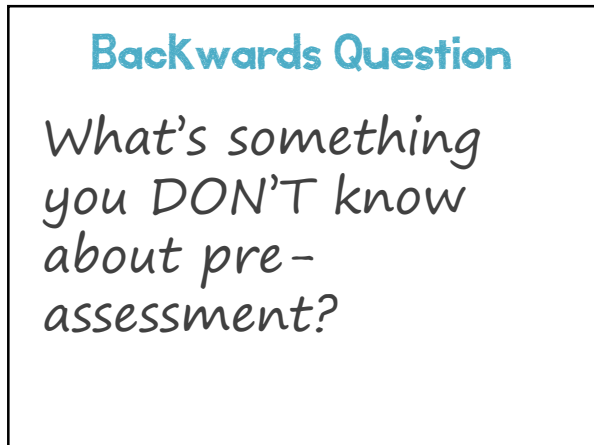 Backwards Question
What's something
you DON'T know
about pre-
assessment?